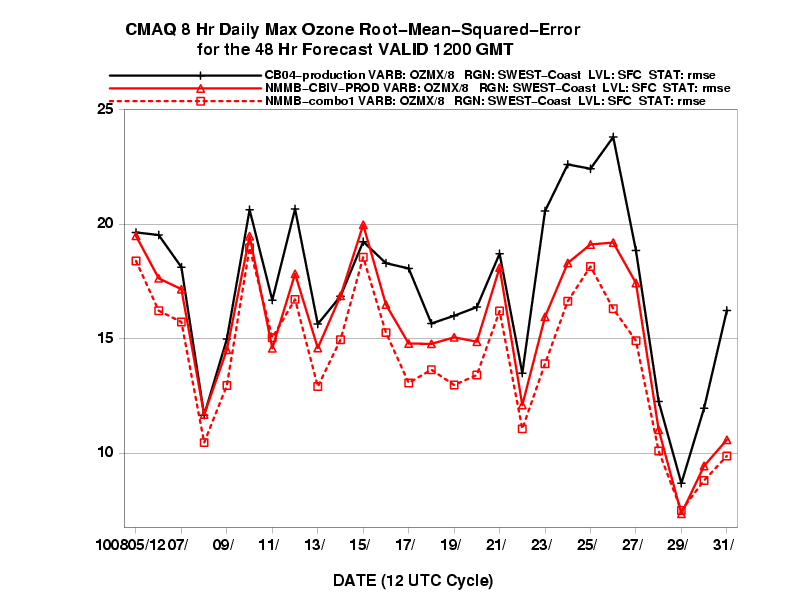 CMAQ 8 Hr Daily Max Ozone Root-Mean-Squared-Error
for the 48 Hr Forecast VALID 1200 GMT
CB04-production VARB: OZMX/8 RGN: SWEST-Coast LVL: SFC STAT: rmse
NMMB-CBIV-PROD VARB: OZMX/8 RGN: SWEST-Coast LVL: SFC STAT: rmse
NMMB-combo1 VARB: OZMX/8 RGN: SWEST-Coast LVL: SFC STAT: rmse
25
20
15
10
100805/12 07/ 09/ 11/ 13/ 15/ 17/ 19/ 21/ 23/ 25/ 27/ 29/ 31/
DATE (12 UTC Cycle)